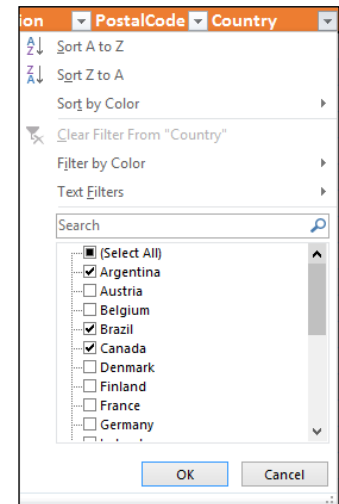 ion PostalCode Country
Sort A to Z
Sort Z to A
Sort by Color
Clear Filter From "Country"
Filter by Color
Text Filters
Search
(Select All)
Argentina
Austria
Belgium
Brazil
Canada
Denmark
Finland
France
Germany
OK Cancel